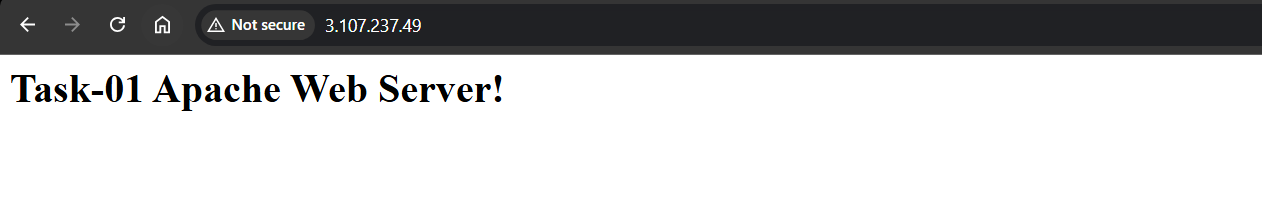 Not secure 3.107.237.49
Task-01 Apache Web Server!